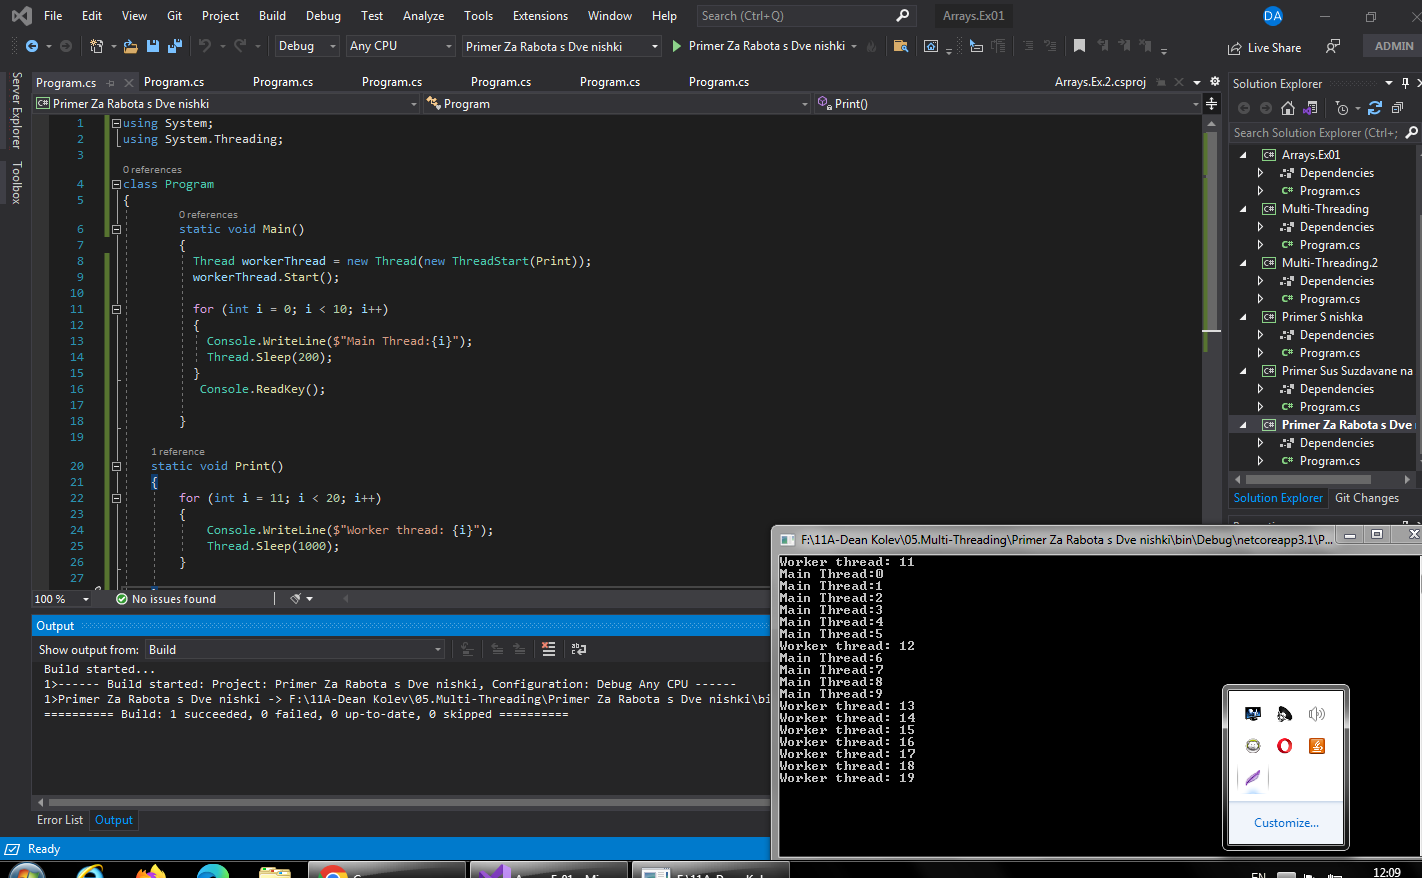 File Edit View Git Project Build Debug Test Analyze Tools Extensions Window Help Search (Ctrl+Q) Arrays.Ex01 DA
Debug Any CPU Primer Za Rabota s Dve nishki Primer Za Rabota s Dve nishki Live Share ADMIN
Server Explorer
Toolbox
Program.cs Program.cs Program.cs Program.cs Program.cs Program.cs Program.cs Arrays.Ex.2.csproj
Primer Za Rabota s Dve nishki Program Print()
1 using System;
2 using System.Threading;
3
0 references
4 class Program
5 {
0 references
6 static void Main()
7 {
8 Thread workerThread = new Thread(new ThreadStart(Print));
9 workerThread.Start();
10
11 for (int i = 0; i < 10; i++)
12 {
13 Console.WriteLine($"Main Thread:{i}");
14 Thread.Sleep(200);
15 }
16 Console.ReadKey();
17
18 }
19
1 reference
20 static void Print()
21 {
22 for (int i = 11; i < 20; i++)
23 {
24 Console.WriteLine($"Worker thread: {i}");
25 Thread.Sleep(1000);
26 }
27
100 % No issues found
Output
Show output from: Build
Build started...
1>------ Build started: Project: Primer Za Rabota s Dve nishki, Configuration: Debug Any CPU ------
1>Primer Za Rabota s Dve nishki -> F:\11A-Dean Kolev\05.Multi-Threading\Primer Za Rabota s Dve nishki\bi
========== Build: 1 succeeded, 0 failed, 0 up-to-date, 0 skipped ==========
Error List Output
Ready
Solution Explorer
Search Solution Explorer (Ctrl+;
Arrays.Ex01
Dependencies
C# Program.cs
Multi-Threading
Dependencies
C# Program.cs
Multi-Threading.2
Dependencies
C# Program.cs
Primer S nishka
Dependencies
C# Program.cs
Primer Sus Suzdavane na
Dependencies
C# Program.cs
Primer Za Rabota s Dve
Dependencies
C# Program.cs
Solution Explorer Git Changes
F:\11A-Dean Kolev\05.Multi-Threading\Primer Za Rabota s Dve nishki\bin\Debug\netcoreapp3.1\P...
Worker thread: 11
Main Thread:0
Main Thread:1
Main Thread:2
Main Thread:3
Main Thread:4
Main Thread:5
Worker thread: 12
Main Thread:6
Main Thread:7
Main Thread:8
Main Thread:9
Worker thread: 13
Worker thread: 14
Worker thread: 15
Worker thread: 16
Worker thread: 17
Worker thread: 18
Worker thread: 19
Customize...
EN 12:09